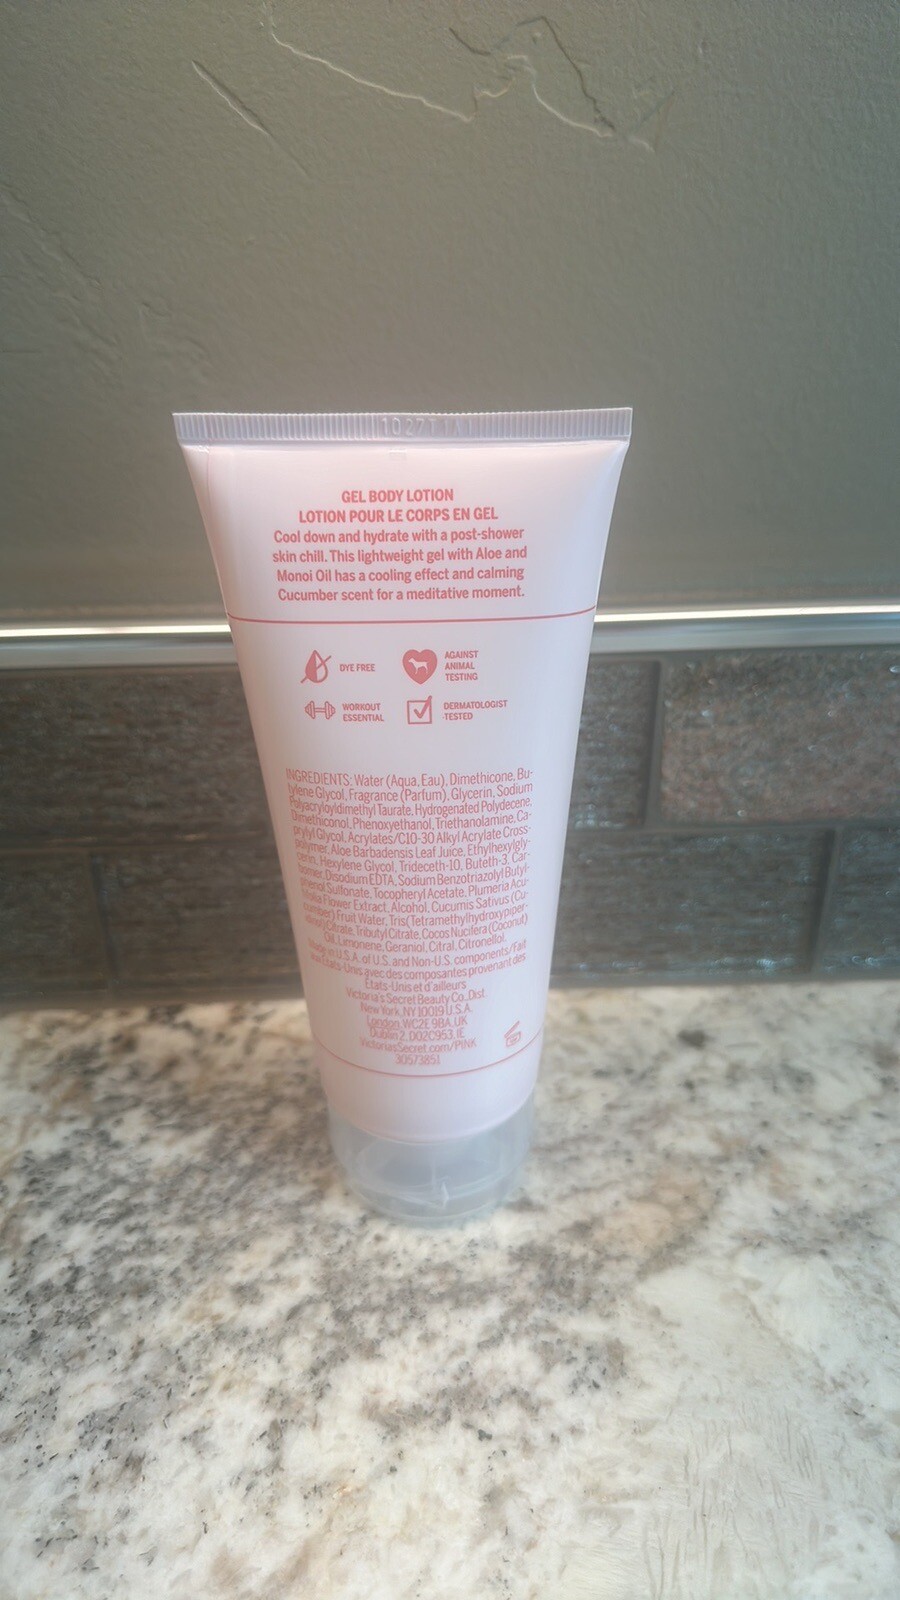 GEL BODY LOTION
LOTION POUR LE CORPS EN GEL
Cool down and hydrate with a post-shower
skin chill. This lightweight gel with Aloe and
Monoi Oil has a cooling effect and calming
Cucumber scent for a meditative moment.
DYE FREE
AGAINST
ANIMAL
TESTING
WORKOUT
ESSENTIAL
DERMATOLOGIST
TESTED
INGREDIENTS: Water (Aqua, Eau), Dimethicone, Bu-
tylene Glycol, Fragrance (Parfum), Glycerin, Sodium
Polyacryloyldimethyl Taurate, Hydrogenated Polydecene,
Dimethiconol, Phenoxyethanol, Triethanolamine, Ca-
prylyl Glycol, Acrylates/C10-30 Alkyl Acrylate Cross-
polymer, Aloe Barbadensis Leaf Juice, Ethylhexylgly-
cerin, Hexylene Glycol, Trideceth-10, Buteth-3, Car-
bomer, Disodium EDTA, Sodium Benzotriazolyl Butyl-
phenol Sulfonate, Tocopheryl Acetate, Plumeria Acu-
Flower Extract, Alcohol, Cucumis Sativus (Cu-
cumber) Fruit Water, Tris(Tetramethylhydroxypiper-
Citrate, Tributyl Citrate, Cocos Nucifera (Coconut)
Oil, Limonene, Geraniol, Citral, Citronellol.
Made in U.S.A. of U.S. and Non-U.S. components/Fait
aux États-Unis avec des composantes provenant des
États-Unis et d'ailleurs
Victoria's Secret Beauty Co., Dist.
New York, NY 10019 U.S.A.
London WC2E 9BA, UK
Dublin 2, D02C953, IE
VictoriasSecret.com/PINK
30573851